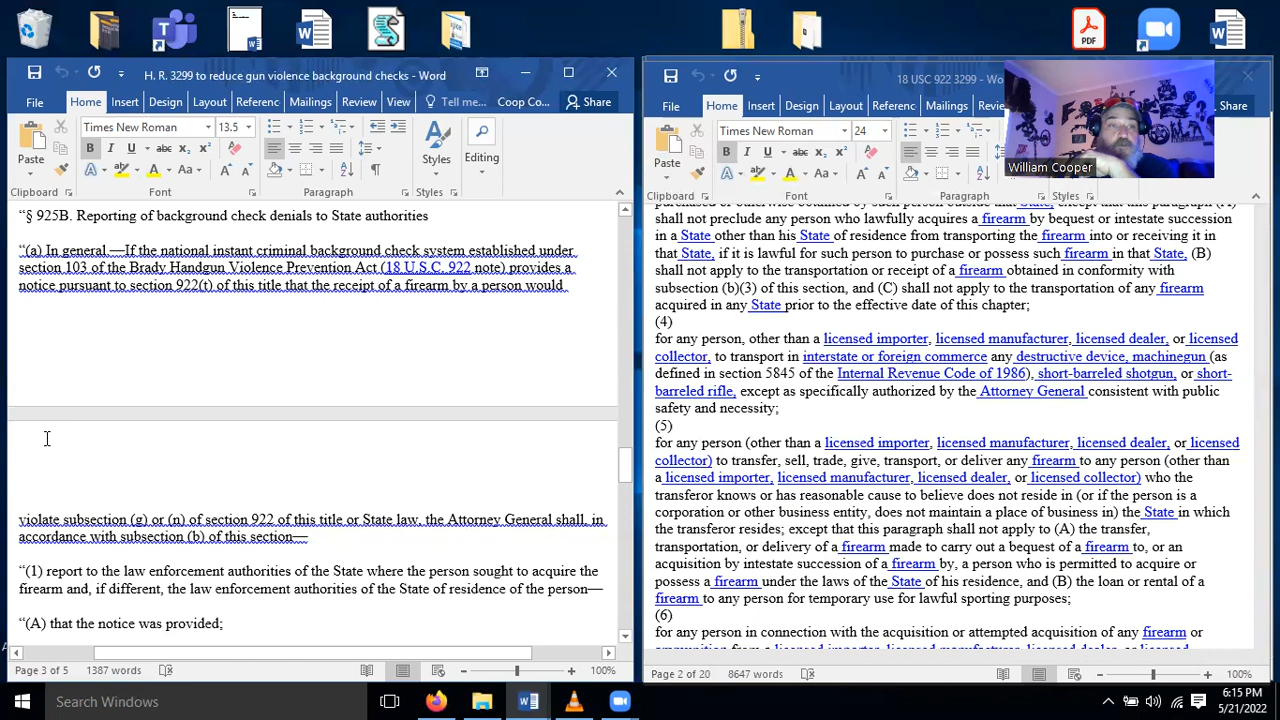 PDF
H. R. 3299 to reduce gun violence background checks - Word
File Home Insert Design Layout Referenc Mailings Review View Tell me... Coop Co... Share
Times New Roman 13.5
Paste
Styles
Editing
Clipboard Font Paragraph Styles
“§ 925B. Reporting of background check denials to State authorities
“(a) In general.—If the national instant criminal background check system established under
section 103 of the Brady Handgun Violence Prevention Act (18 U.S.C. 922 note) provides a
notice pursuant to section 922(t) of this title that the receipt of a firearm by a person would
violate subsection (g) or (n) of section 922 of this title or State law, the Attorney General shall, in
accordance with subsection (b) of this section—
“(1) report to the law enforcement authorities of the State where the person sought to acquire the
firearm and, if different, the law enforcement authorities of the State of residence of the person—
“(A) that the notice was provided;
Page 3 of 5 1387 words 100%
18 USC 922 3299 - Wo
File Home Insert Design Layout Referenc Mailings Share
Times New Roman 24
William Cooper
Paste
Clipboard Font Paragraph Styles
shall not preclude any person who lawfully acquires a firearm by bequest or intestate succession
in a State other than his State of residence from transporting the firearm into or receiving it in
that State, if it is lawful for such person to purchase or possess such firearm in that State, (B)
shall not apply to the transportation or receipt of a firearm obtained in conformity with
subsection (b)(3) of this section, and (C) shall not apply to the transportation of any firearm
acquired in any State prior to the effective date of this chapter;
(4)
for any person, other than a licensed importer, licensed manufacturer, licensed dealer, or licensed
collector, to transport in interstate or foreign commerce any destructive device, machinegun (as
defined in section 5845 of the Internal Revenue Code of 1986), short-barreled shotgun, or short-
barreled rifle, except as specifically authorized by the Attorney General consistent with public
safety and necessity;
(5)
for any person (other than a licensed importer, licensed manufacturer, licensed dealer, or licensed
collector) to transfer, sell, trade, give, transport, or deliver any firearm to any person (other than
a licensed importer, licensed manufacturer, licensed dealer, or licensed collector) who the
transferor knows or has reasonable cause to believe does not reside in (or if the person is a
corporation or other business entity, does not maintain a place of business in) the State in which
the transferor resides; except that this paragraph shall not apply to (A) the transfer,
transportation, or delivery of a firearm made to carry out a bequest of a firearm to, or an
acquisition by intestate succession of a firearm by, a person who is permitted to acquire or
possess a firearm under the laws of the State of his residence, and (B) the loan or rental of a
firearm to any person for temporary use for lawful sporting purposes;
(6)
for any person in connection with the acquisition or attempted acquisition of any firearm or
Page 2 of 20 8647 words 100%
Search Windows
6:15 PM
5/21/2022